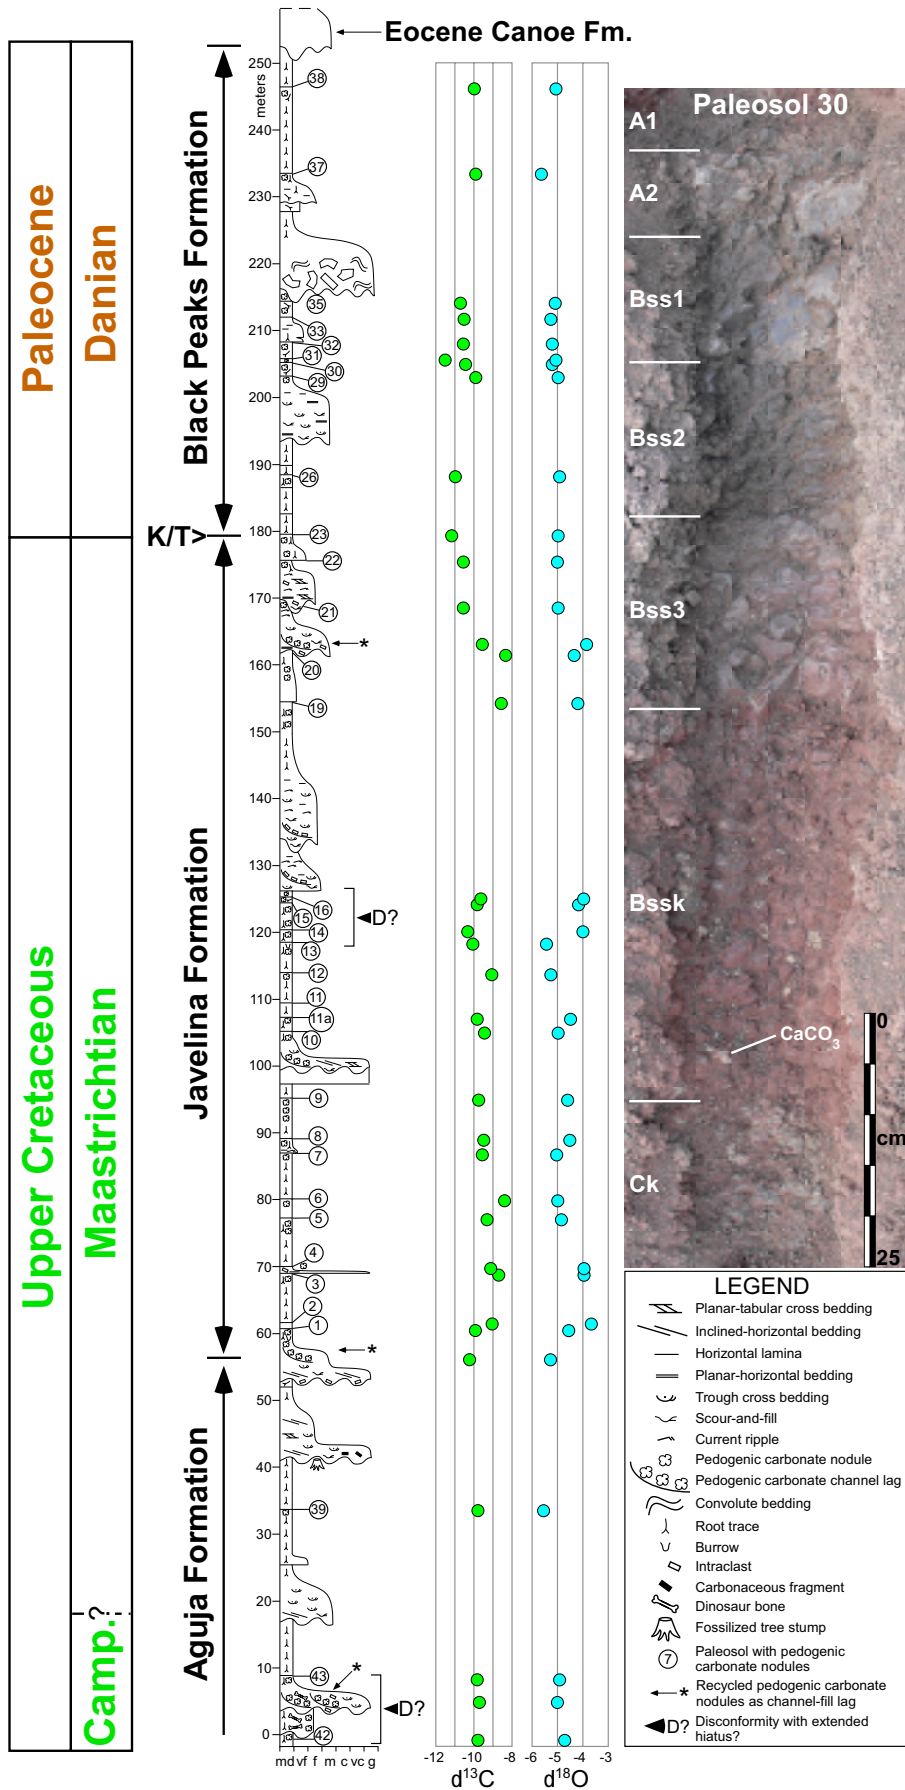 Eocene Canoe Fm.
Paleocene
Danian
Upper Cretaceous
Maastrichtian
Camp.
?
Black Peaks Formation
K/T>
Javelina Formation
Aguja Formation
meters
250
240
230
220
210
200
190
180
170
160
150
140
130
120
110
100
90
80
70
60
50
40
30
20
10
0
38
37
35
33
32
31
30
29
26
23
22
21
*
20
19
16
15
D?
14
13
12
11
11a
10
9
8
7
6
5
4
3
2
1
*
39
*
43
D?
42
md vf f m c vc g
-12 -10 -8
d13C
-6 -5 -4 -3
d18O
Paleosol 30
A1
A2
Bss1
Bss2
Bss3
Bssk
CaCO3
Ck
0
cm
25
LEGEND
Planar-tabular cross bedding
Inclined-horizontal bedding
Horizontal lamina
Planar-horizontal bedding
Trough cross bedding
Scour-and-fill
Current ripple
Pedogenic carbonate nodule
Pedogenic carbonate channel lag
Convolute bedding
Root trace
Burrow
Intraclast
Carbonaceous fragment
Dinosaur bone
Fossilized tree stump
7 Paleosol with pedogenic
carbonate nodules
* Recycled pedogenic carbonate
nodules as channel-fill lag
D? Disconformity with extended
hiatus?